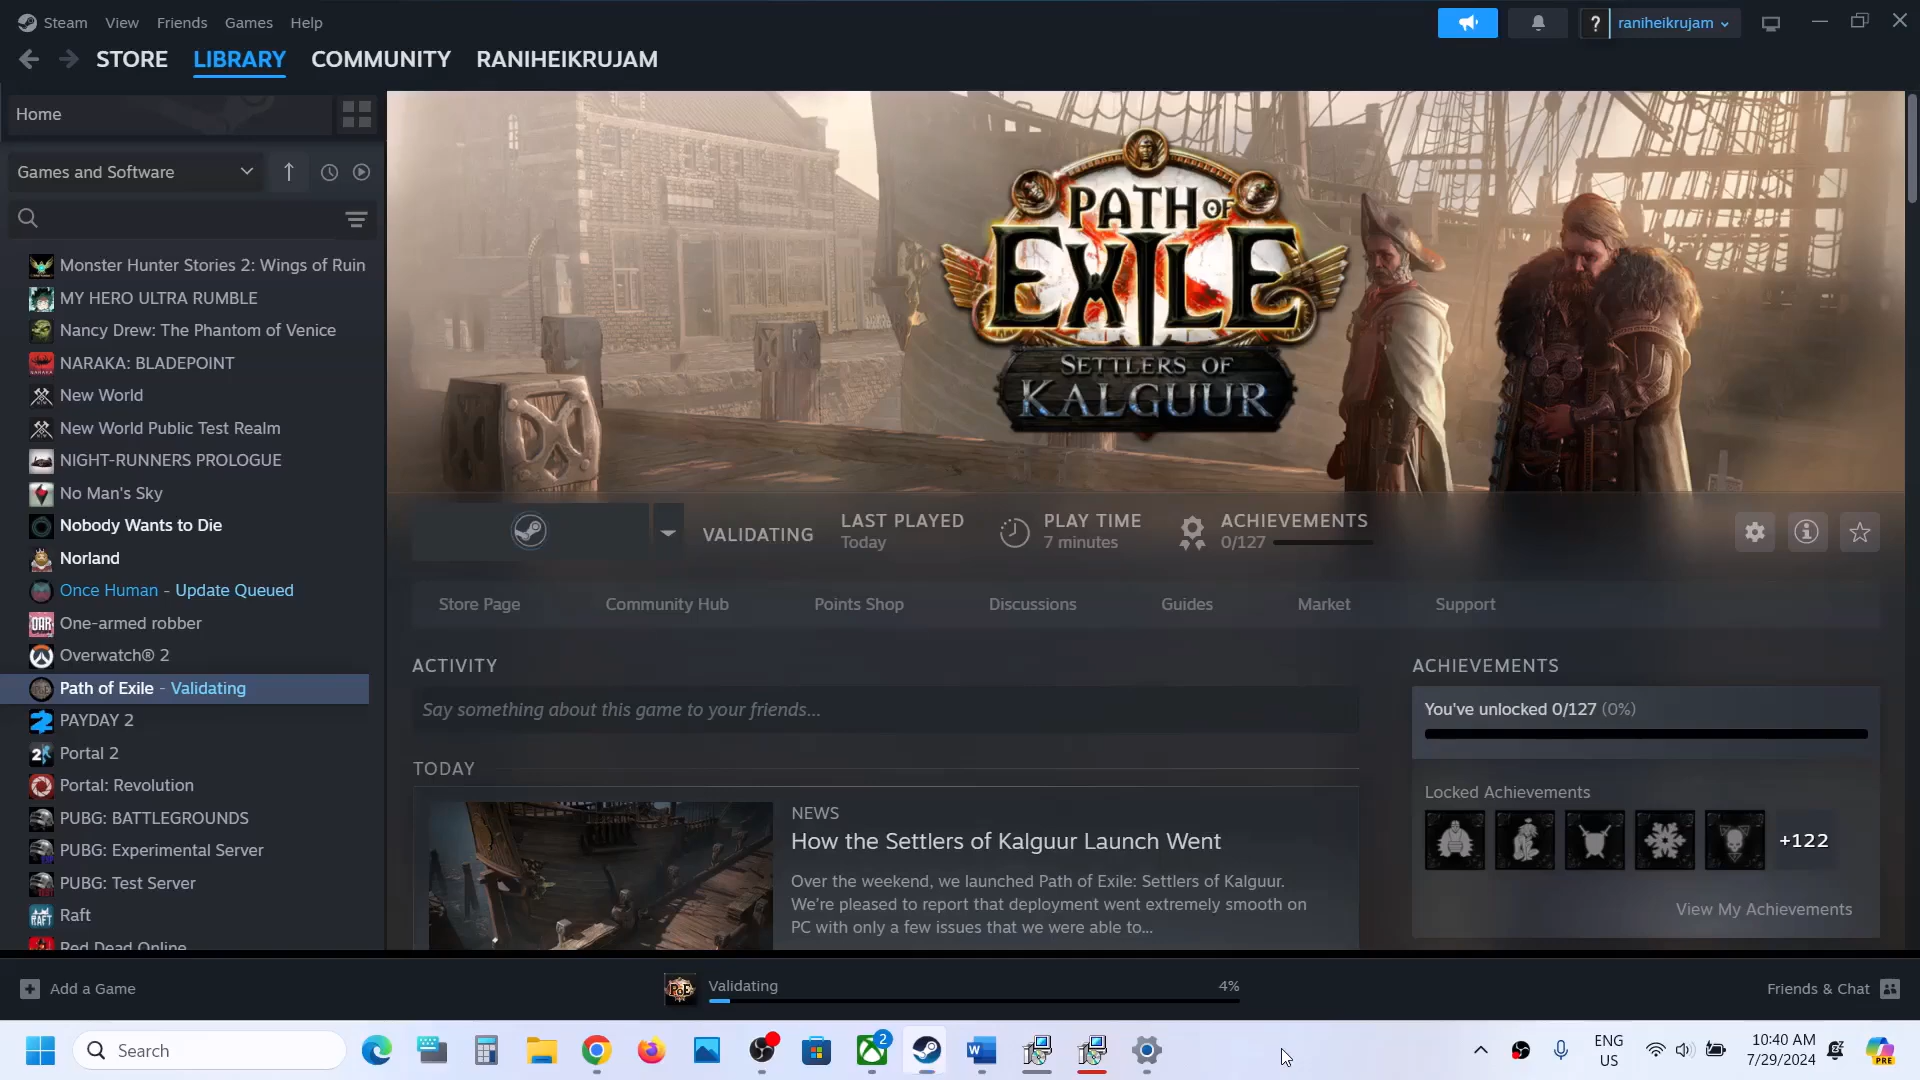 Steam View Friends Games Help
raniheikrujam
STORE LIBRARY COMMUNITY RANIHEIKRUJAM
Home
Games and Software
PATH OF
EXILE
SETTLERS OF
KALGUUR
Monster Hunter Stories 2: Wings of Ruin
MY HERO ULTRA RUMBLE
Nancy Drew: The Phantom of Venice
NARAKA: BLADEPOINT
New World
New World Public Test Realm
NIGHT-RUNNERS PROLOGUE
No Man's Sky
Nobody Wants to Die
Norland
Once Human - Update Queued
One-armed robber
Overwatch® 2
Path of Exile - Validating
PAYDAY 2
Portal 2
Portal: Revolution
PUBG: BATTLEGROUNDS
PUBG: Experimental Server
PUBG: Test Server
Raft
Red Dead Online
VALIDATING
LAST PLAYED
Today
PLAY TIME
7 minutes
ACHIEVEMENTS
0/127
Store Page Community Hub Points Shop Discussions Guides Market Support
ACTIVITY
Say something about this game to your friends...
TODAY
NEWS
How the Settlers of Kalguur Launch Went
Over the weekend, we launched Path of Exile: Settlers of Kalguur.
We're pleased to report that deployment went extremely smooth on
PC with only a few issues that we were able to...
ACHIEVEMENTS
You've unlocked 0/127 (0%)
Locked Achievements
+122
View My Achievements
Add a Game
Validating 4%
Friends & Chat
Search
2
ENG
US
10:40 AM
7/29/2024
PRE